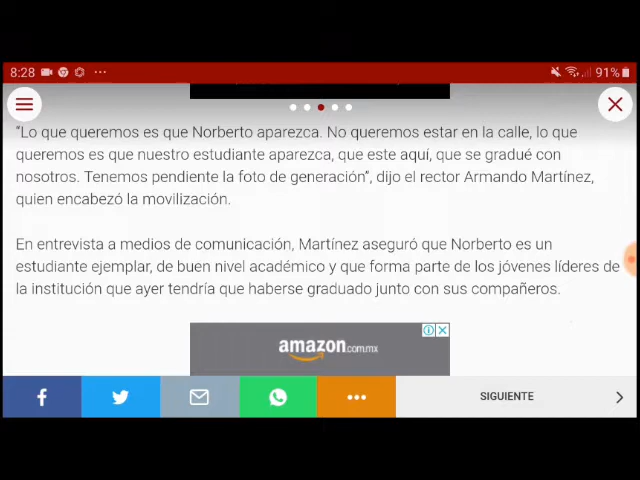 8:28
91%
“Lo que queremos es que Norberto aparezca. No queremos estar en la calle, lo que
queremos es que nuestro estudiante aparezca, que este aquí, que se gradué con
nosotros. Tenemos pendiente la foto de generación”, dijo el rector Armando Martínez,
quien encabezó la movilización.
En entrevista a medios de comunicación, Martínez aseguró que Norberto es un
estudiante ejemplar, de buen nivel académico y que forma parte de los jóvenes líderes de
la institución que ayer tendría que haberse graduado junto con sus compañeros.
amazon.com.mx
SIGUIENTE